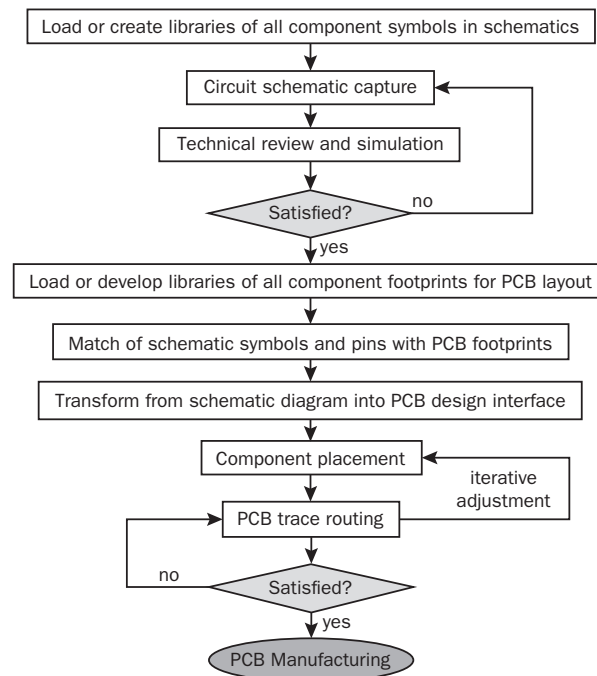 Load or create libraries of all component symbols in schematics
Circuit schematic capture
Technical review and simulation
Satisfied?
no
yes
Load or develop libraries of all component footprints for PCB layout
Match of schematic symbols and pins with PCB footprints
Transform from schematic diagram into PCB design interface
Component placement
iterative
adjustment
PCB trace routing
no
Satisfied?
yes
PCB Manufacturing